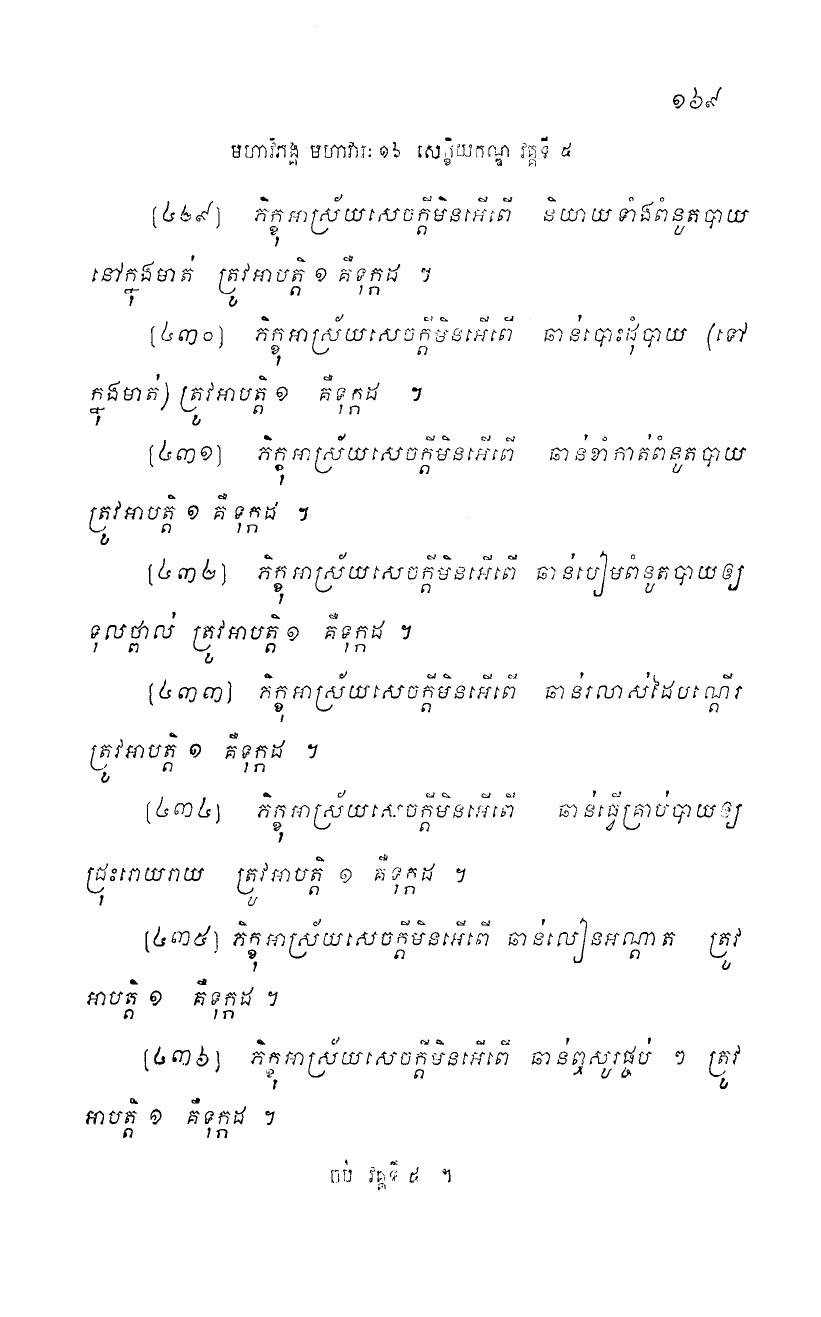 ១៦៩
មហាវិភង្គ មហាវារៈ ១៦ សេក្ខិយកណ្ឌ វគ្គទី ៥
(៤២៩) ភិក្ខុអាស្រ័យសេចក្តីមិនអើពើ និយាយទាំងពំនូតបាយ
នៅក្នុងមាត់ ត្រូវអាបត្តិ ១ គឺទុក្កដ ។
(៤៣០) ភិក្ខុអាស្រ័យសេចក្តីមិនអើពើ ឆាន់បោះដុំបាយ (ទៅ
ក្នុងមាត់) ត្រូវអាបត្តិ ១ គឺទុក្កដ ។
(៤៣១) ភិក្ខុអាស្រ័យសេចក្តីមិនអើពើ ឆាន់ខាំកាត់ពំនូតបាយ
ត្រូវអាបត្តិ ១ គឺ ទុក្កដ ។
(៤៣២) ភិក្ខុអាស្រ័យសេចក្តីមិនអើពើ ឆាន់បៀមពំនូតបាយឲ្យ
ទុលថ្ពាល់ ត្រូវអាបត្តិ ១ គឺទុក្កដ ។
(៤៣៣) ភិក្ខុអាស្រ័យសេចក្តីមិនអើពើ ឆាន់រលាស់ដៃបណ្តើរ
ត្រូវអាបត្តិ ១ គឺទុក្កដ ។
(៤៣៤) ភិក្ខុអាស្រ័យសេចក្តីមិនអើពើ ឆាន់ធ្វើគ្រាប់បាយឲ្យ
ជ្រុះរោយរាយ ត្រូវអាបត្តិ ១ គឺទុក្កដ ។
(៤៣៥) ភិក្ខុអាស្រ័យសេចក្តីមិនអើពើ ឆាន់លៀនអណ្តាត ត្រូវ
អាបត្តិ ១ គឺទុក្កដ ។
(៤៣៦) ភិក្ខុអាស្រ័យសេចក្តីមិនអើពើ ឆាន់ឮសូរផ្ចប់ ៗ ត្រូវ
អាបត្តិ ១ គឺទុក្កដ ។
ចប់ វគ្គទី ៥ ។